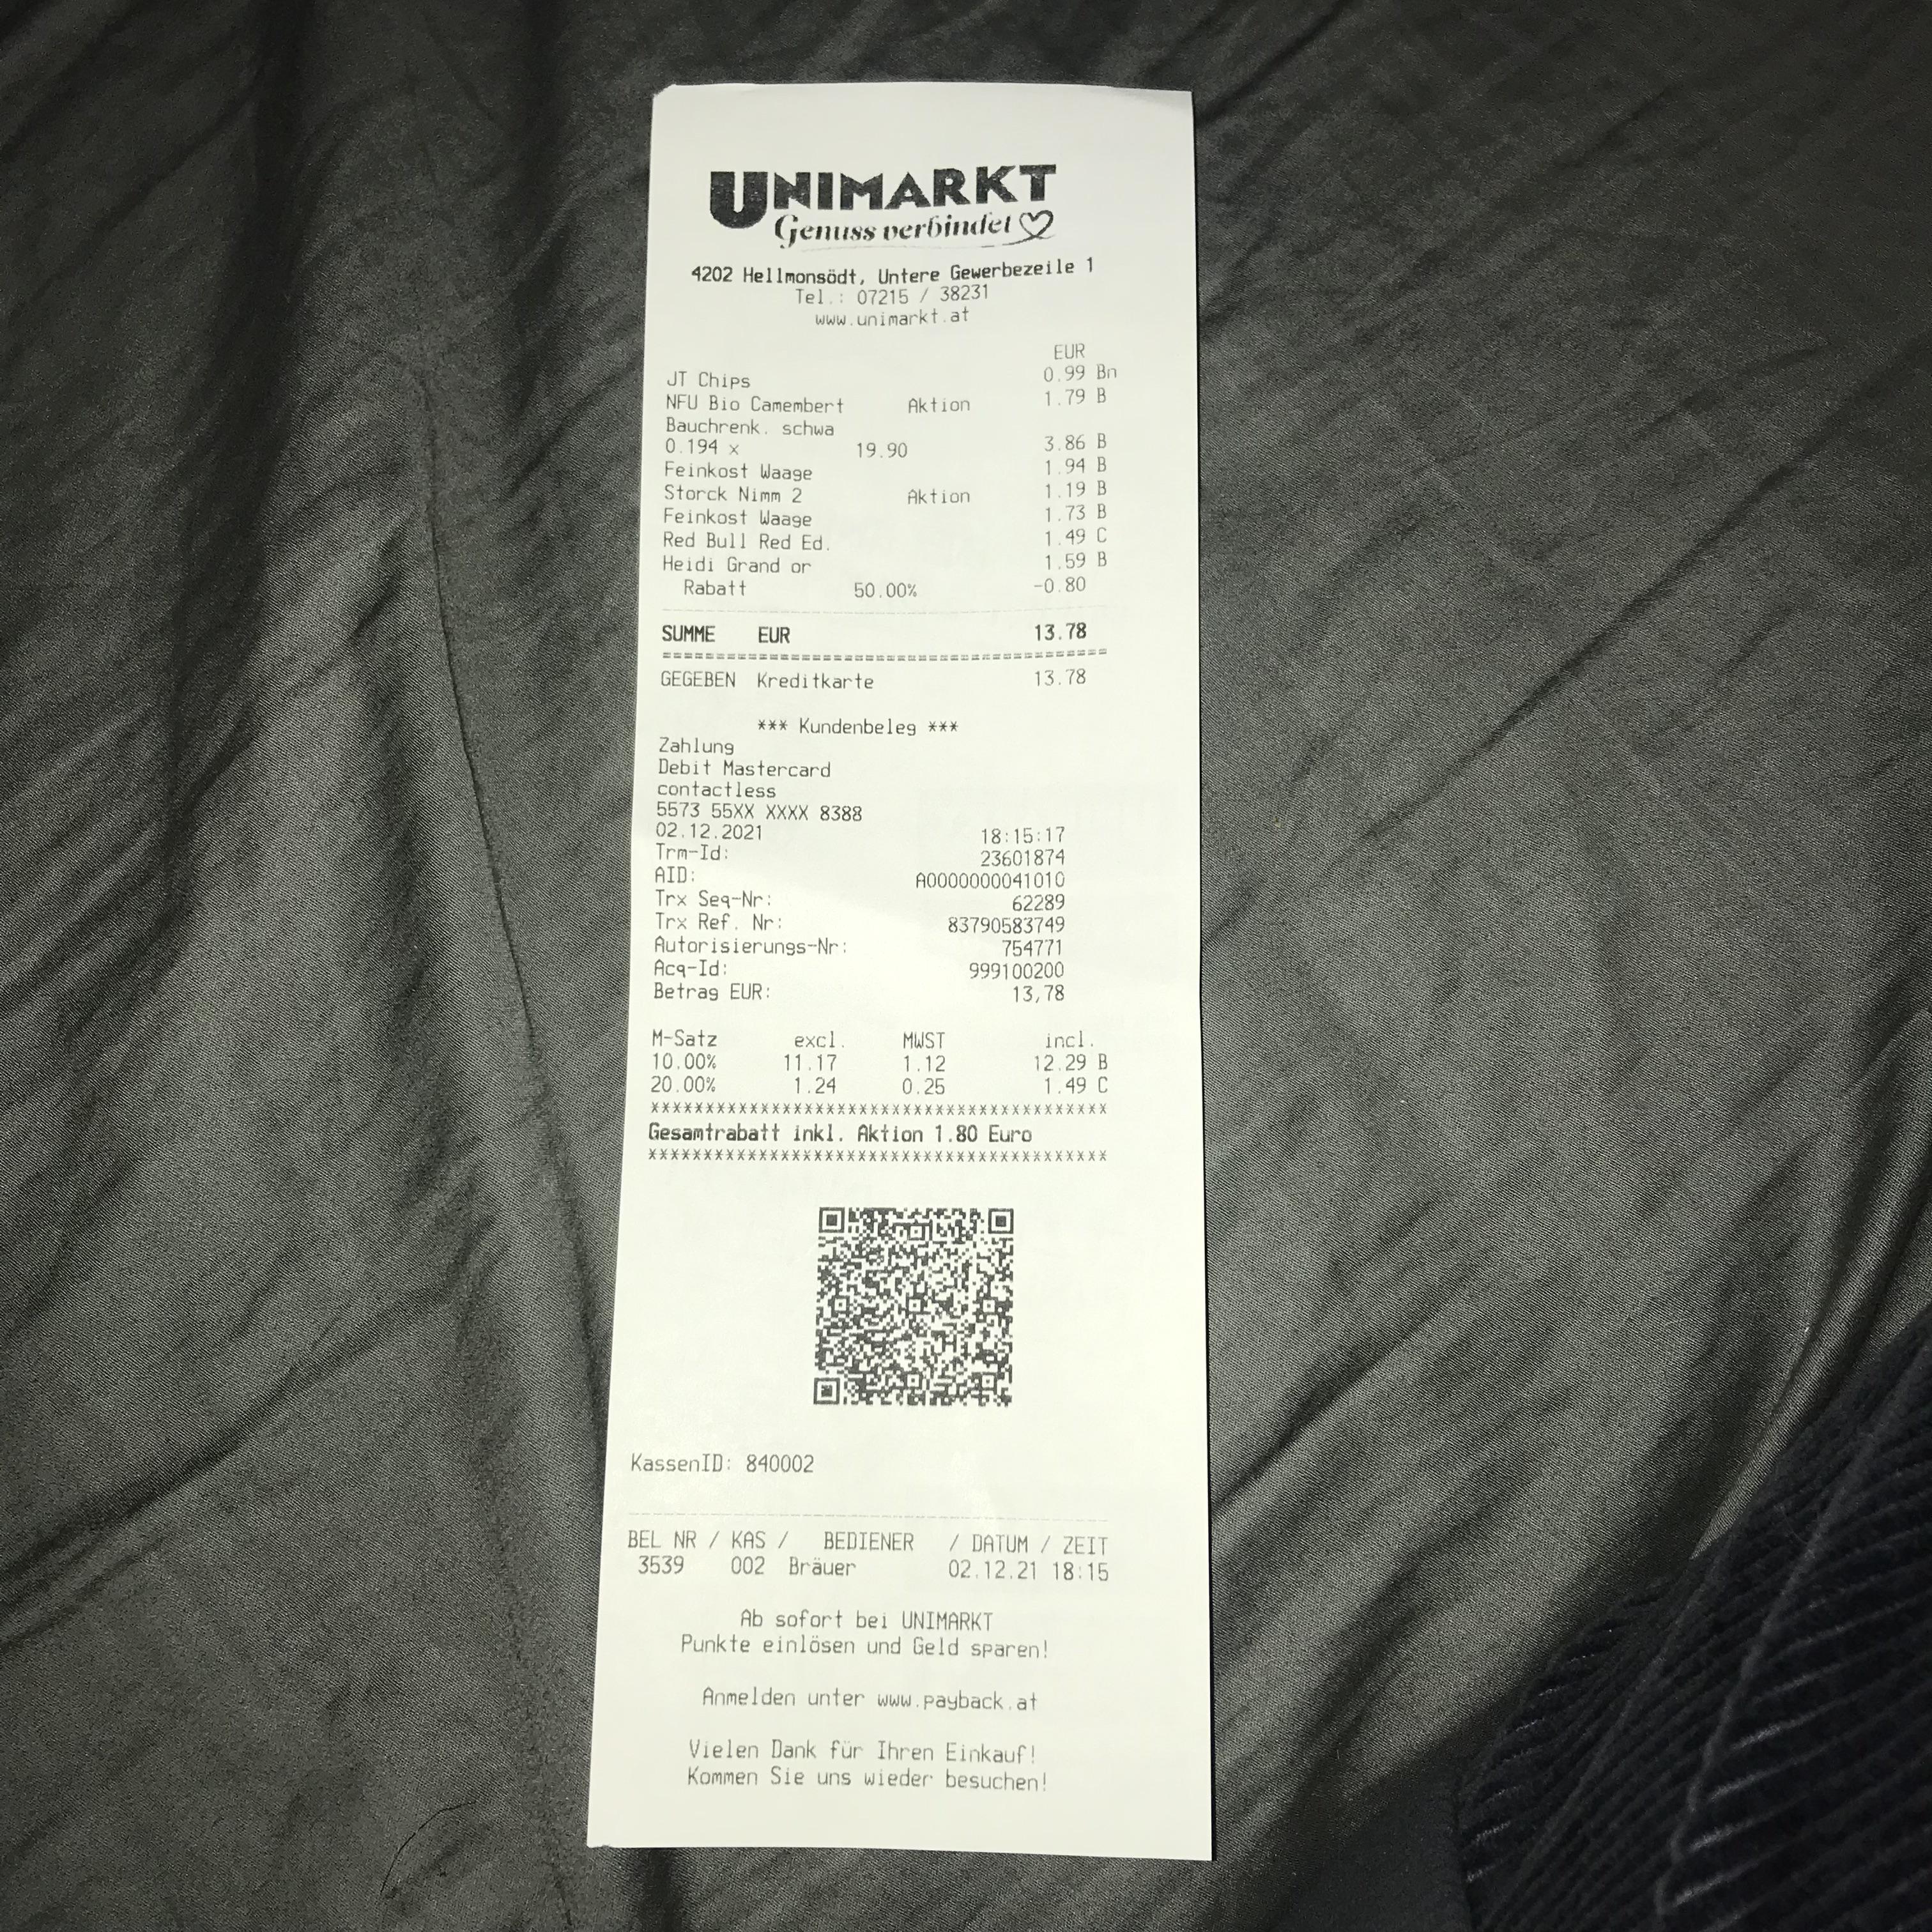 UNIMARKT
Genuss verbindet
4202 Hellmonsödt, Untere Gewerbezeile 1
Tel.: 07215 / 38231
www.unimarkt.at
EUR
JT Chips 0.99 Bn
NFU Bio Camembert Aktion 1.79 B
Bauchrenk. schwa
0.194 x 19.90 3.86 B
Feinkost Waage 1.94 B
Storck Nimm 2 Aktion 1.19 B
Feinkost Waage 1.73 B
Red Bull Red Ed. 1.49 C
Heidi Grand or 1.59 B
Rabatt 50.00% -0.80
SUMME EUR 13.78
GEGEBEN Kreditkarte 13.78
*** Kundenbeleg ***
Zahlung
Debit Mastercard
contactless
5573 55XX XXXX 8388
02.12.2021 18:15:17
Trm-Id: 23601874
AID: A0000000041010
Trx Seq-Nr: 62289
Trx Ref. Nr: 83790583749
Autorisierungs-Nr: 754771
Acq-Id: 999100200
Betrag EUR: 13,78
M-Satz excl. MWST incl.
10.00% 11.17 1.12 12.29 B
20.00% 1.24 0.25 1.49 C
Gesamtrabatt inkl. Aktion 1.80 Euro
KassenID: 840002
BEL NR / KAS / BEDIENER / DATUM / ZEIT
3539 002 Bräuer 02.12.21 18:15
Ab sofort bei UNIMARKT
Punkte einlösen und Geld sparen!
Anmelden unter www.payback.at
Vielen Dank für Ihren Einkauf!
Kommen Sie uns wieder besuchen!